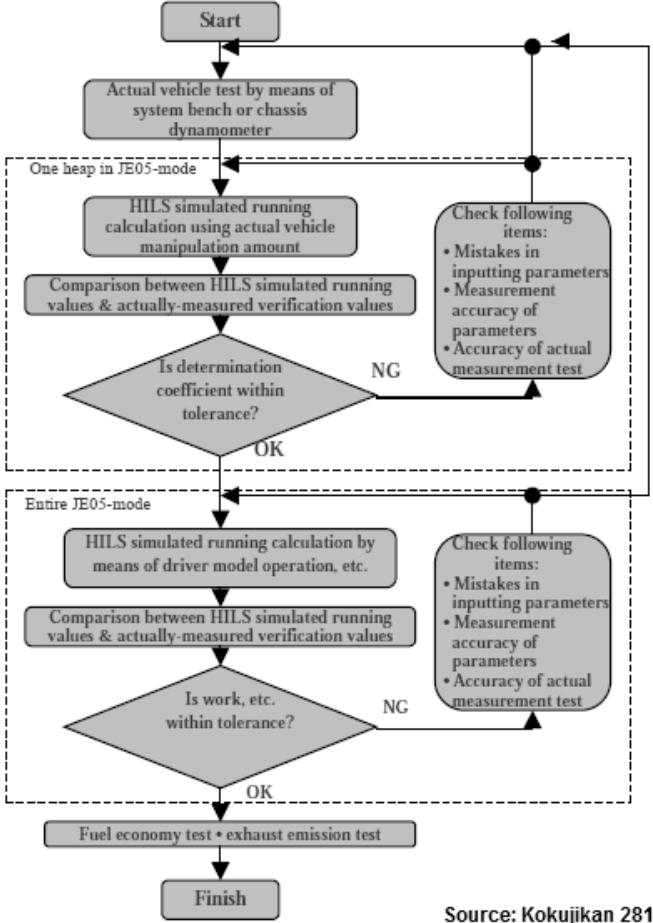 Start
Actual vehicle test by means of
system bench or chassis
dynamometer
One heap in JE05-mode
HILS simulated running
calculation using actual vehicle
manipulation amount
Comparison between HILS simulated running
values & actually-measured verification values
Is determination
coefficient within
tolerance?
NG
OK
Check following
items:
• Mistakes in
inputting parameters
• Measurement
accuracy of
parameters
• Accuracy of actual
measurement test
Entire JE05-mode
HILS simulated running calculation by
means of driver model operation, etc.
Comparison between HILS simulated running
values & actually-measured verification values
Is work, etc.
within tolerance?
NG
OK
Check following
items:
• Mistakes in
inputting parameters
• Measurement
accuracy of
parameters
• Accuracy of actual
measurement test
Fuel economy test • exhaust emission test
Finish
Source: Kokujikan 281